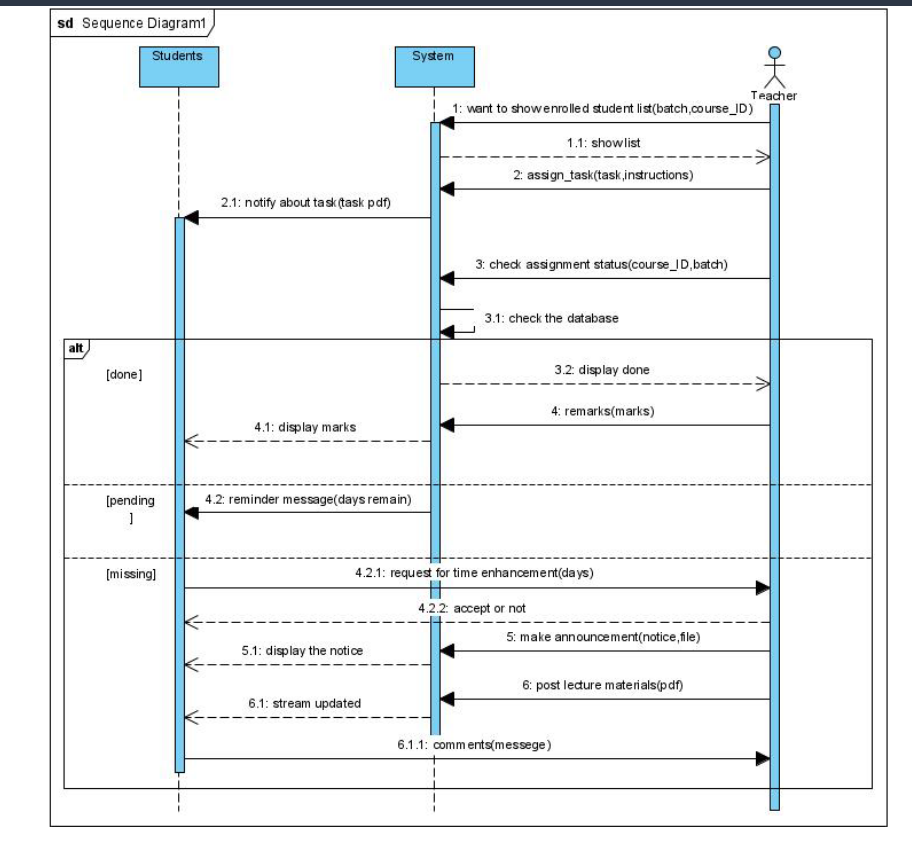 sd Sequence Diagram1
Students
System
Teacher
1: want to show enrolled student list(batch,course_ID)
1.1: show list
2: assign_task(task,instructions)
2.1: notify about task(task pdf)
3: check assignment status(course_ID,batch)
3.1: check the database
alt
[done]
3.2: display done
4: remarks(marks)
4.1: display marks
[pending
]
4.2: reminder message(days remain)
[missing]
4.2.1: request for time enhancement(days)
4.2.2: accept or not
5: make announcement(notice,file)
5.1: display the notice
6: post lecture materials(pdf)
6.1: stream updated
6.1.1: comments(messege)